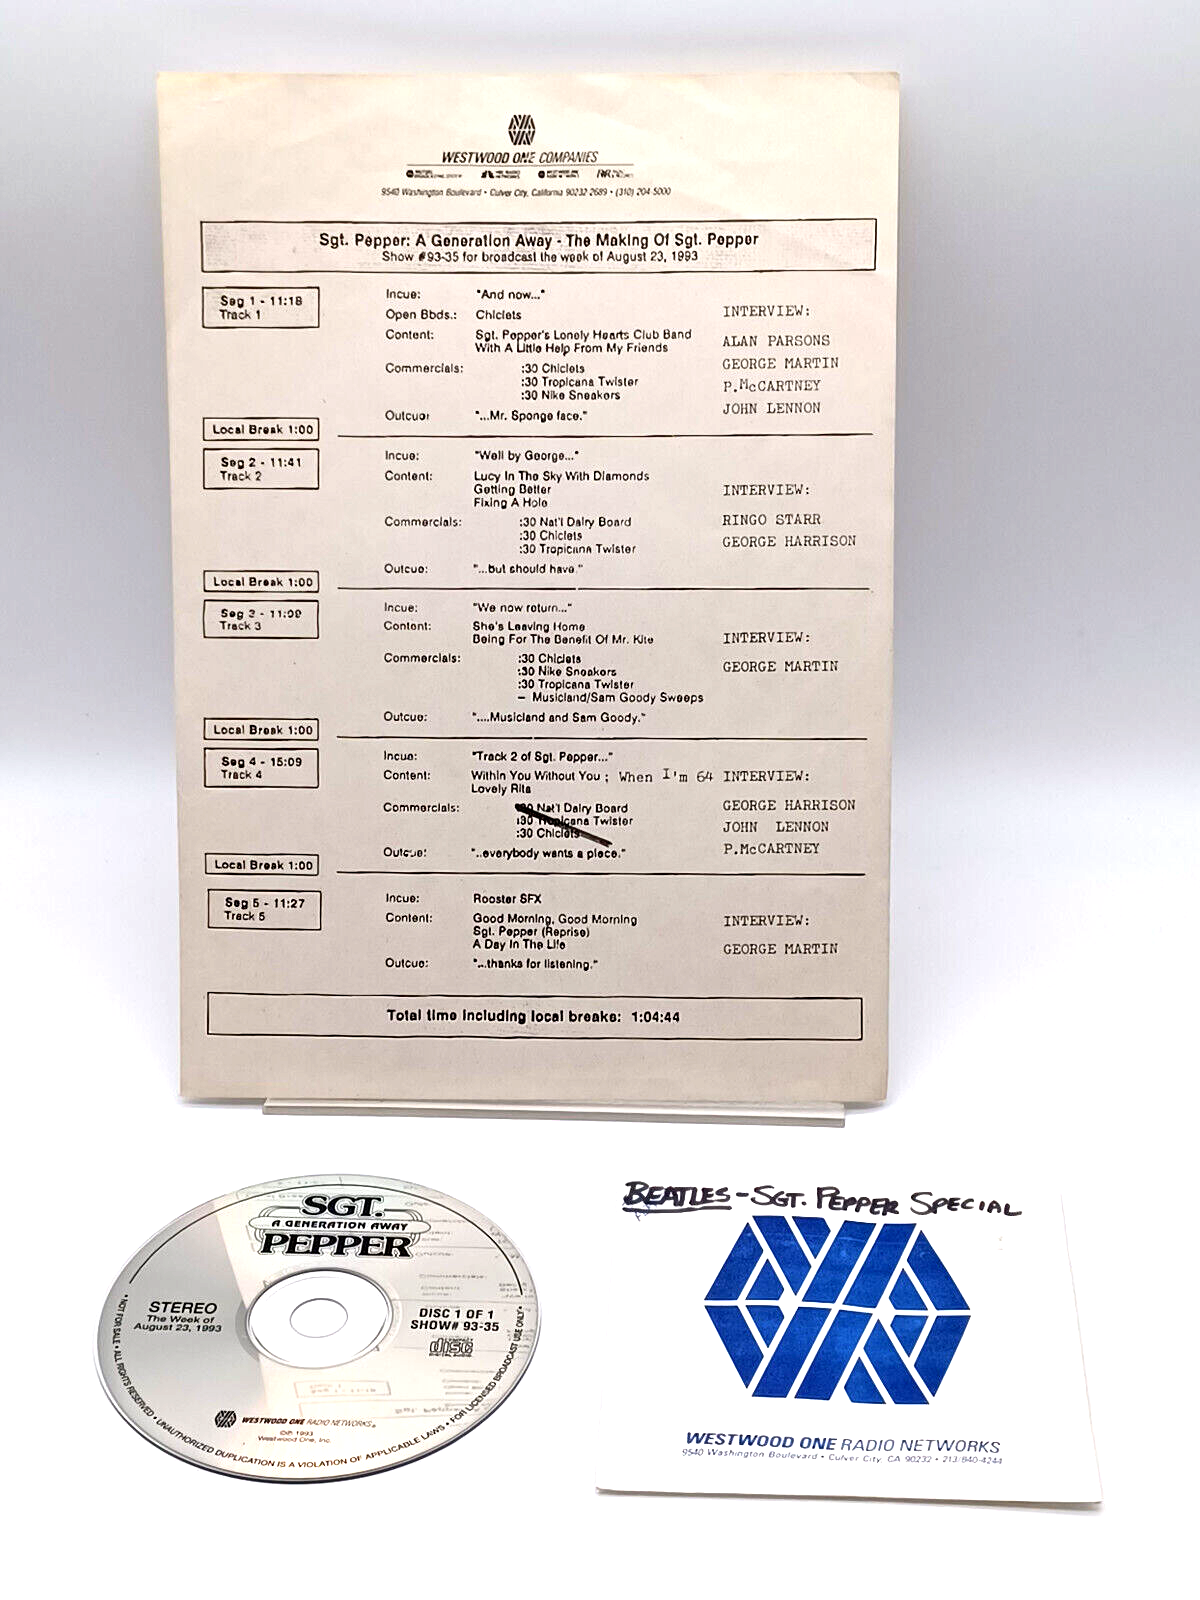 WESTWOOD ONE COMPANIES
9540 Washington Boulevard • Culver City, California 90232-2689 • (310) 204 5000
Sgt. Pepper: A Generation Away - The Making Of Sgt. Pepper
Show #93-35 for broadcast the week of August 23, 1993
Seg 1 - 11:18
Track 1
Incue: "And now..."
Open Bbds.: Chiclets
Content: Sgt. Pepper's Lonely Hearts Club Band
With A Little Help From My Friends
Commercials: :30 Chiclets
:30 Tropicana Twister
:30 Nike Sneakers
Outcue: "...Mr. Sponge face."
INTERVIEW:
ALAN PARSONS
GEORGE MARTIN
P.McCARTNEY
JOHN LENNON
Local Break 1:00
Seg 2 - 11:41
Track 2
Incue: "Well by George..."
Content: Lucy In The Sky With Diamonds
Getting Better
Fixing A Hole
Commercials: :30 Nat'l Dairy Board
:30 Chiclets
:30 Tropicana Twister
Outcue: "...but should have."
INTERVIEW:
RINGO STARR
GEORGE HARRISON
Local Break 1:00
Seg 3 - 11:09
Track 3
Incue: "We now return..."
Content: She's Leaving Home
Being For The Benefit Of Mr. Kite
Commercials: :30 Chiclets
:30 Nike Sneakers
:30 Tropicana Twister
– Musicland/Sam Goody Sweeps
Outcue: "....Musicland and Sam Goody."
INTERVIEW:
GEORGE MARTIN
Local Break 1:00
Seg 4 - 15:09
Track 4
Incue: "Track 2 of Sgt. Pepper..."
Content: Within You Without You ; When I'm 64
Lovely Rita
Commercials: :30 Nat'l Dairy Board
:30 Tropicana Twister
:30 Chiclets
Outcue: "..everybody wants a piece."
INTERVIEW:
GEORGE HARRISON
JOHN LENNON
P.McCARTNEY
Local Break 1:00
Seg 5 - 11:27
Track 5
Incue: Rooster SFX
Content: Good Morning, Good Morning
Sgt. Pepper (Reprise)
A Day In The Life
Outcue: "...thanks for listening."
INTERVIEW:
GEORGE MARTIN
Total time including local breaks: 1:04:44
SGT.
A GENERATION AWAY
PEPPER
STEREO
The Week of
August 23, 1993
DISC 1 OF 1
SHOW# 93-35
COMPACT
disc
DIGITAL AUDIO
WESTWOOD ONE RADIO NETWORKS®
©℗ 1993
Westwood One, Inc.
• NOT FOR SALE • ALL RIGHTS RESERVED • UNAUTHORIZED DUPLICATION IS A VIOLATION OF APPLICABLE LAWS • FOR LICENSED BROADCAST USE ONLY •
BEATLES - SGT. PEPPER SPECIAL
WESTWOOD ONE RADIO NETWORKS
9540 Washington Boulevard • Culver City, CA 90232 • 213/840-4244